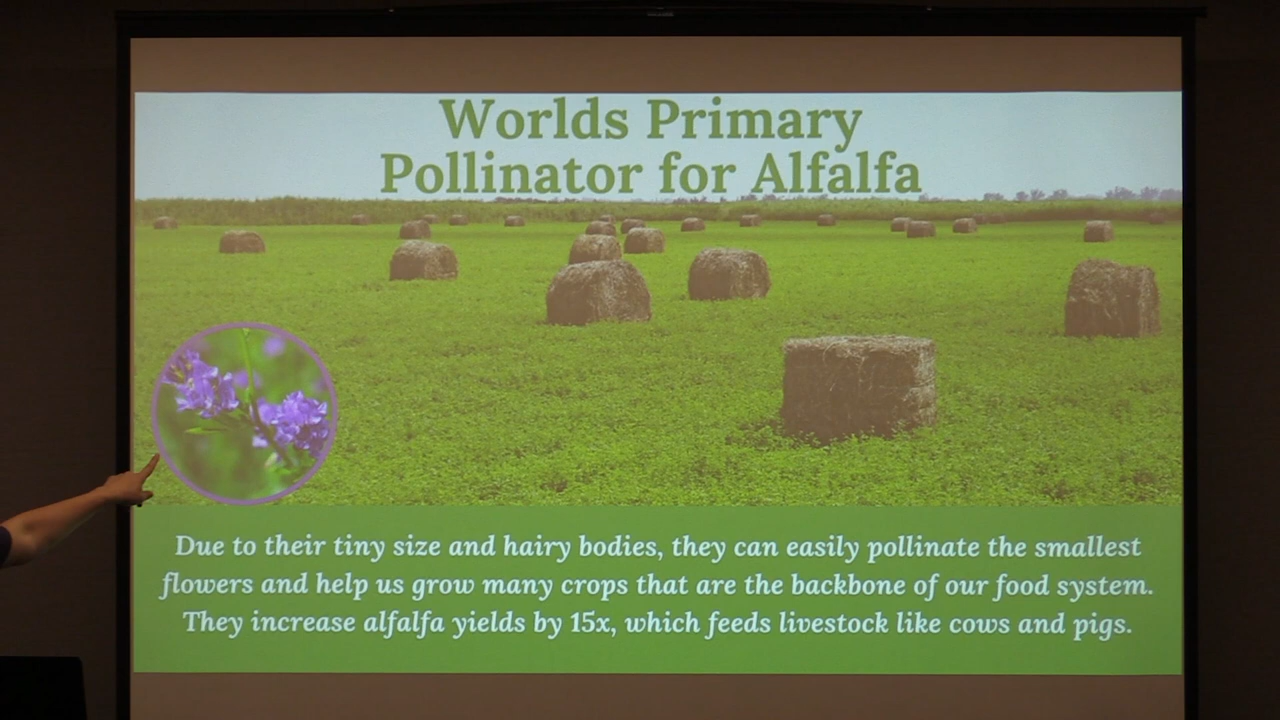 Worlds Primary
Pollinator for Alfalfa
Due to their tiny size and hairy bodies, they can easily pollinate the smallest
flowers and help us grow many crops that are the backbone of our food system.
They increase alfalfa yields by 15x, which feeds livestock like cows and pigs.